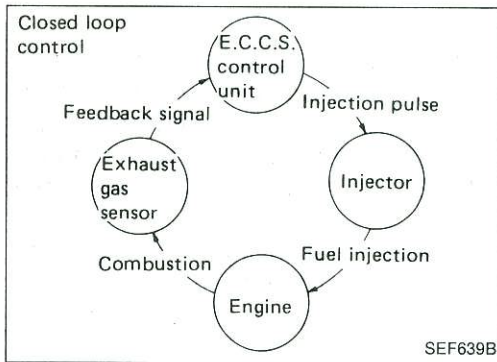 Closed loop
control
E.C.C.S.
control
unit
Injection pulse
Injector
Fuel injection
Engine
Combustion
Exhaust
gas
sensor
Feedback signal
SEF639B